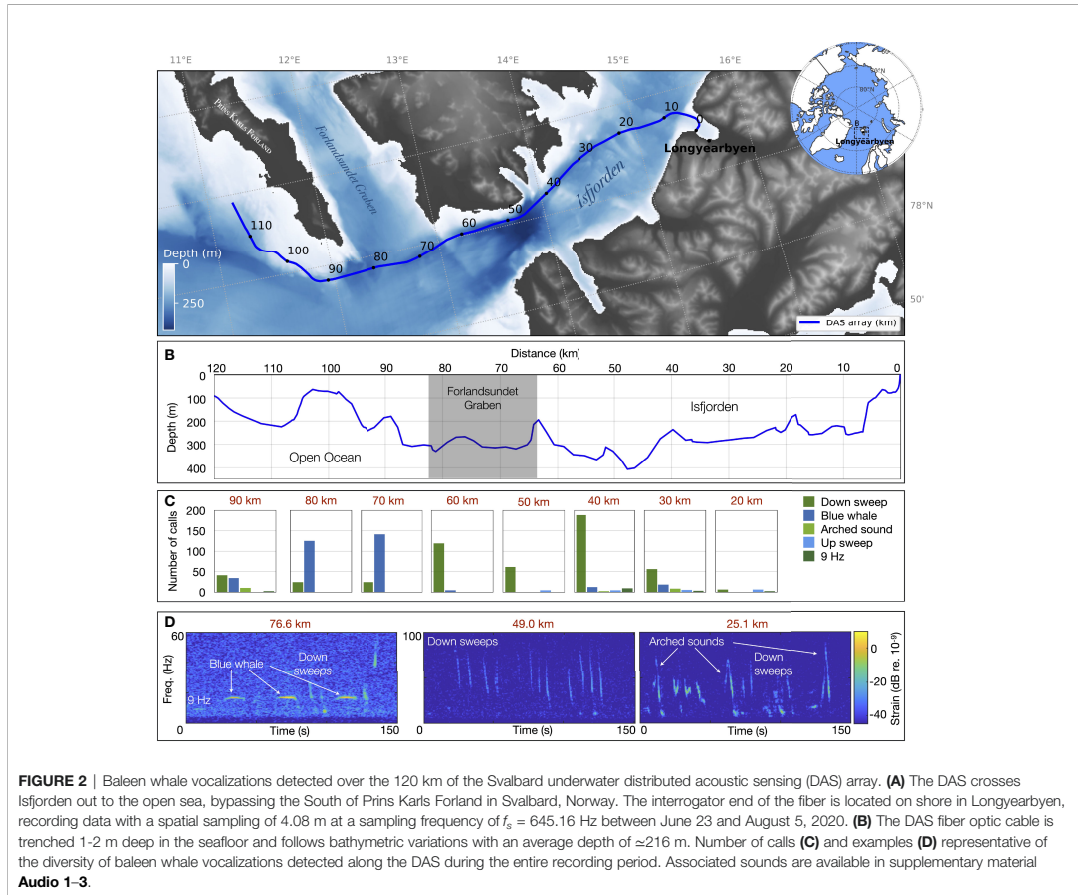 11°E 12°E 13°E 14°E 15°E 16°E
PRINS KARLS FORLAND
Forlandsundet Graben
Isfjorden
10
0
20
30
40
50
60
70
80
90
100
110
Longyearbyen
80°N
B
Longyearbyen
78°N
50'
Depth (m)
0
250
DAS array (km)
B
Distance (km)
120 110 100 90 80 70 60 50 40 30 20 10 0
Depth (m)
0
100
200
300
400
Open Ocean
Forlandsundet
Graben
Isfjorden
C
90 km 80 km 70 km 60 km 50 km 40 km 30 km 20 km
Number of calls
200
150
100
50
0
Down sweep
Blue whale
Arched sound
Up sweep
9 Hz
D
76.6 km 49.0 km 25.1 km
60
Freq. (Hz)
9 Hz
Blue whale
Down
sweeps
0 Time (s) 150
100
Down sweeps
0 Time (s) 150
Arched sounds
Down
sweeps
0 Time (s) 150
0
-20
-40
Strain (dB re. 10⁻⁹)
FIGURE 2 | Baleen whale vocalizations detected over the 120 km of the Svalbard underwater distributed acoustic sensing (DAS) array. (A) The DAS crosses
Isfjorden out to the open sea, bypassing the South of Prins Karls Forland in Svalbard, Norway. The interrogator end of the fiber is located on shore in Longyearbyen,
recording data with a spatial sampling of 4.08 m at a sampling frequency of fs = 645.16 Hz between June 23 and August 5, 2020. (B) The DAS fiber optic cable is
trenched 1-2 m deep in the seafloor and follows bathymetric variations with an average depth of ≃216 m. Number of calls (C) and examples (D) representative of
the diversity of baleen whale vocalizations detected along the DAS during the entire recording period. Associated sounds are available in supplementary material
Audio 1–3.